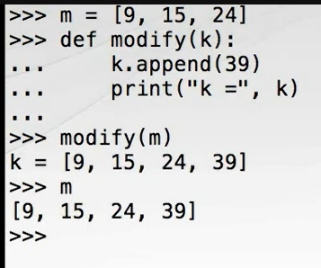 >>> m = [9, 15, 24]
>>> def modify(k):
...     k.append(39)
...     print("k =", k)
...
>>> modify(m)
k = [9, 15, 24, 39]
>>> m
[9, 15, 24, 39]
>>>